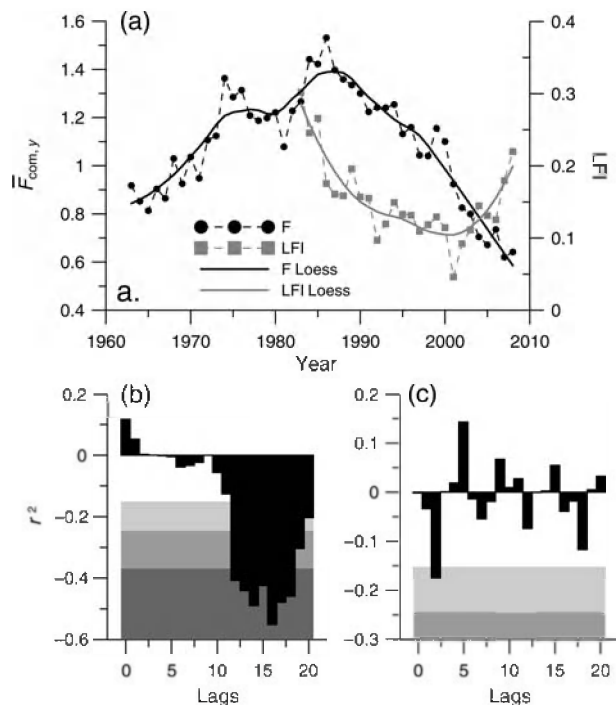 (a)
1.6
1.4
1.2
1
0.8
0.6
0.4
F̅com, y
0.4
0.3
0.2
0.1
0
LFI
F
LFI
F Loess
LFI Loess
a.
1960 1970 1980 1990 2000 2010
Year
(b)
0.2
0
−0.2
−0.4
−0.6
r²
0 5 10 15 20
Lags
(c)
0.2
0.1
0
−0.1
−0.2
−0.3
0 5 10 15 20
Lags